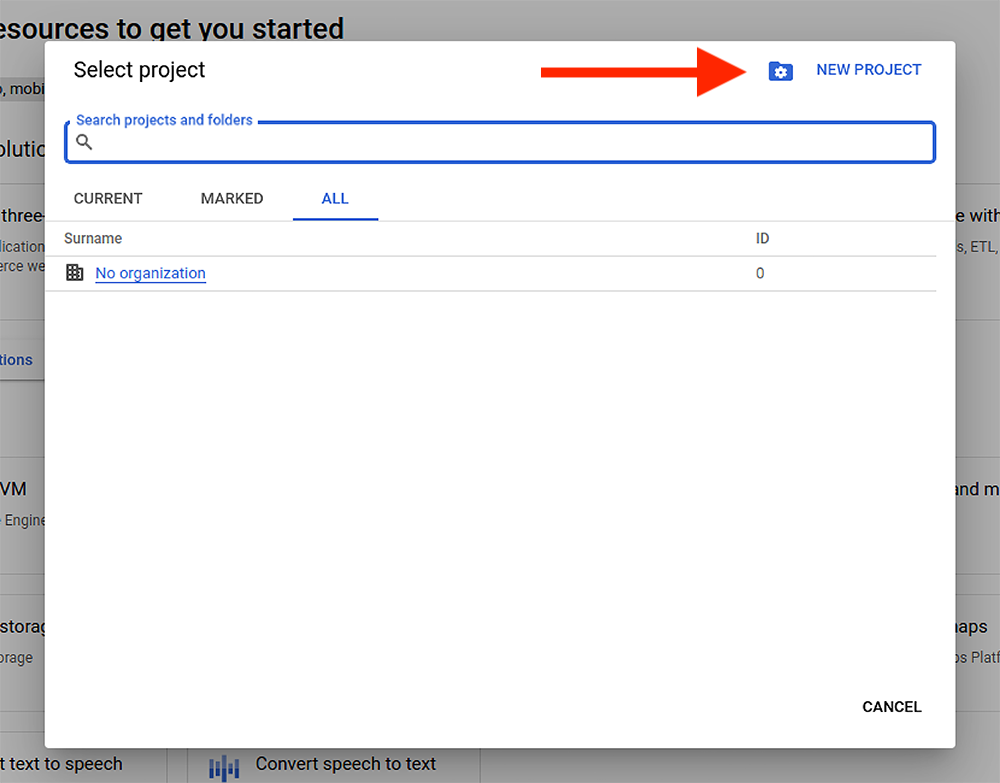 esources to get you started
Select project
NEW PROJECT
, mobi
Search projects and folders
olutio
CURRENT MARKED ALL
three-
e with
Surname ID
lication
s, ETL,
erce we
No organization 0
tions
VM
and m
Engine
storag
naps
orage
ps Platf
CANCEL
t text to speech
Convert speech to text